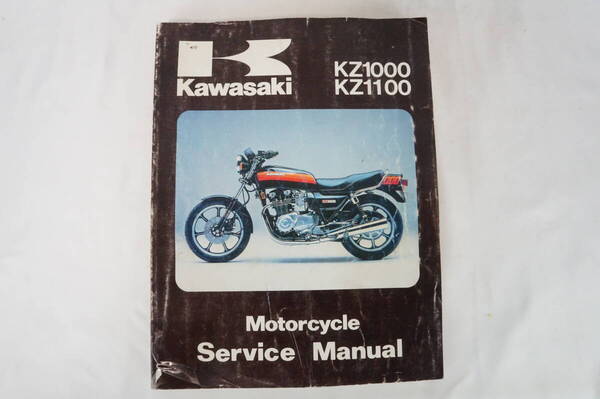 Kawasaki
KZ1000
KZ1100
Motorcycle
Service Manual